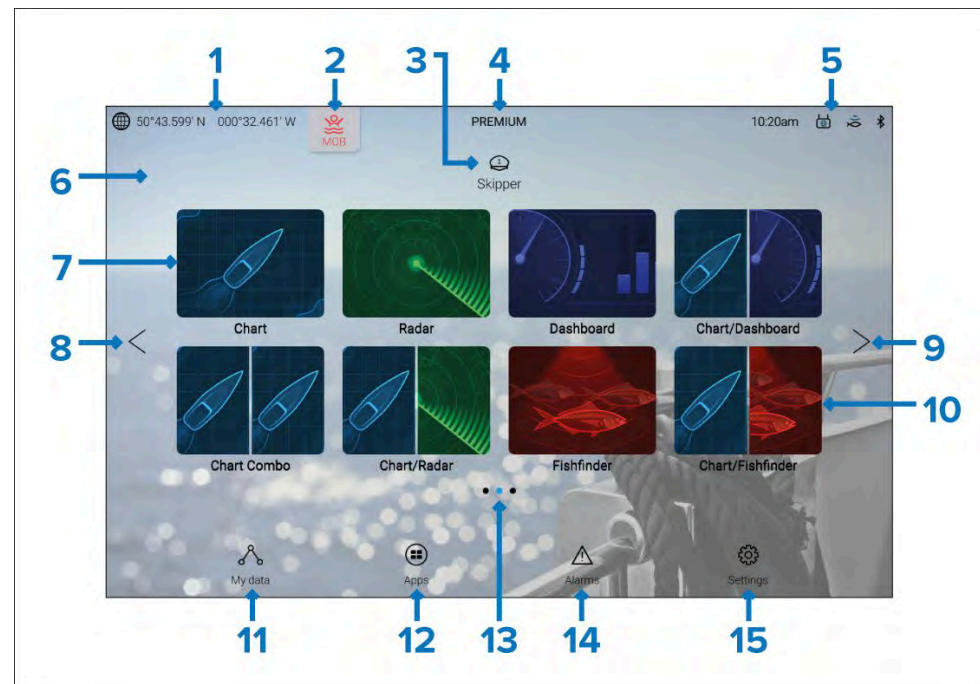 1 2 3 4 5
50°43.599' N 000°32.461' W MOB PREMIUM 10:20am
Skipper
6
7
Chart Radar Dashboard Chart/Dashboard
8 9
10
Chart Combo Chart/Radar Fishfinder Chart/Fishfinder
My data Apps Alarms Settings
11 12 13 14 15